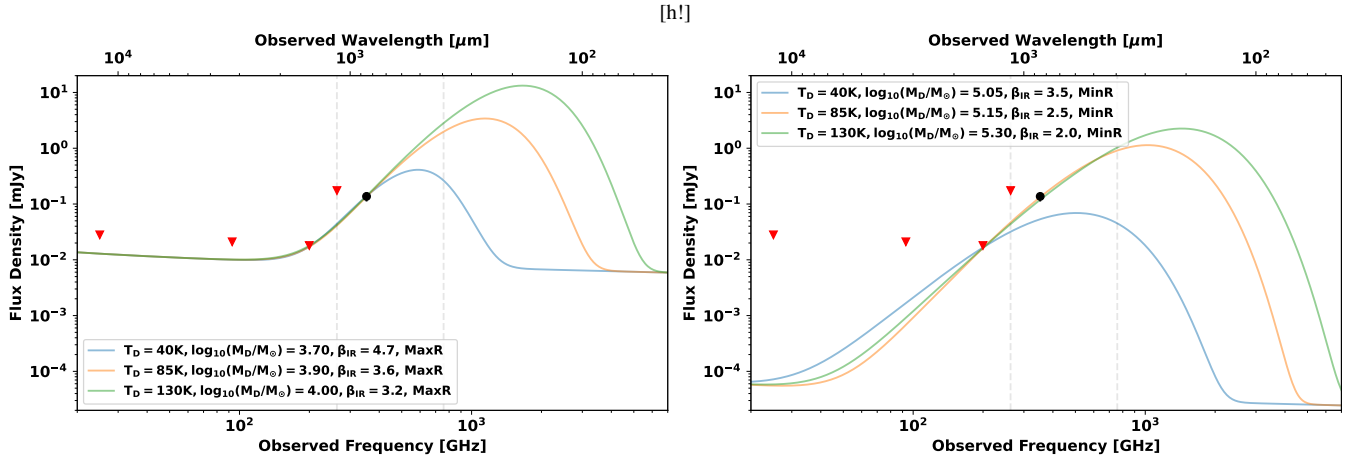 [h!]
Observed Wavelength [μm]
10⁴ 10³ 10²
Flux Density [mJy]
10¹
10⁰
10⁻¹
10⁻²
10⁻³
10⁻⁴
T_D = 40K, log₁₀(M_D/M_⊙) = 3.70, β_IR = 4.7, MaxR
T_D = 85K, log₁₀(M_D/M_⊙) = 3.90, β_IR = 3.6, MaxR
T_D = 130K, log₁₀(M_D/M_⊙) = 4.00, β_IR = 3.2, MaxR
10² 10³
Observed Frequency [GHz]
Observed Wavelength [μm]
10⁴ 10³ 10²
T_D = 40K, log₁₀(M_D/M_⊙) = 5.05, β_IR = 3.5, MinR
T_D = 85K, log₁₀(M_D/M_⊙) = 5.15, β_IR = 2.5, MinR
T_D = 130K, log₁₀(M_D/M_⊙) = 5.30, β_IR = 2.0, MinR
Flux Density [mJy]
10¹
10⁰
10⁻¹
10⁻²
10⁻³
10⁻⁴
10² 10³
Observed Frequency [GHz]